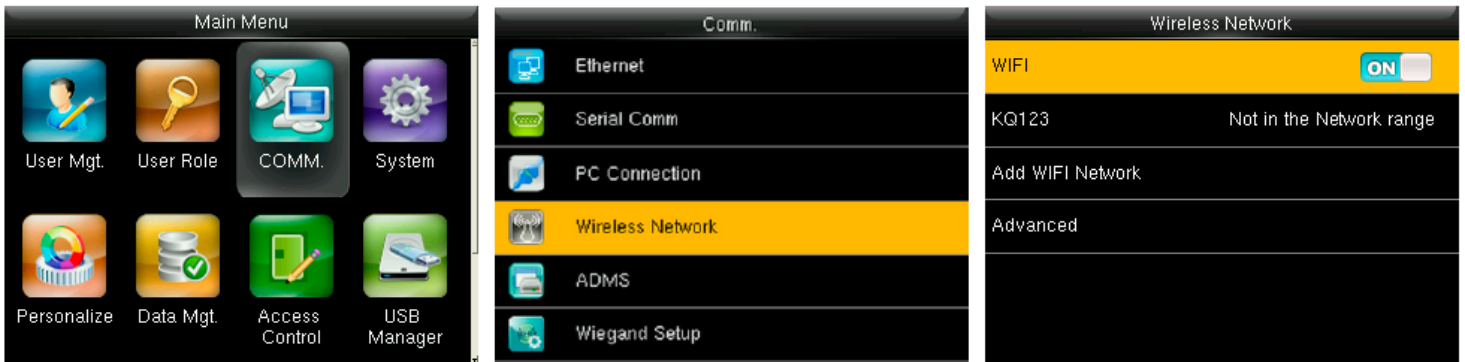 Main Menu
User Mgt.
User Role
COMM.
System
Personalize
Data Mgt.
Access
Control
USB
Manager
Comm.
Ethernet
Serial Comm
PC Connection
Wireless Network
ADMS
Wiegand Setup
Wireless Network
WIFI
ON
KQ123 Not in the Network range
Add WIFI Network
Advanced